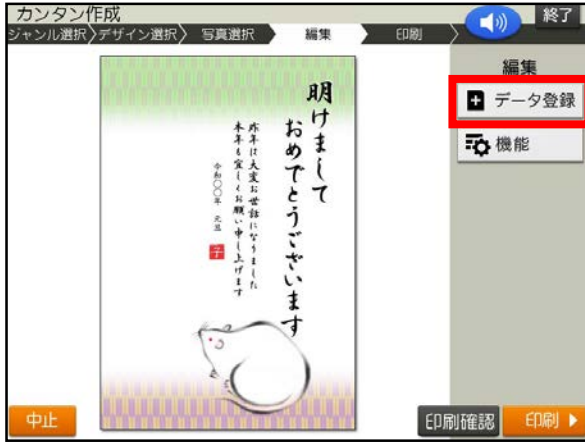 カンタン作成
終了
ジャンル選択
デザイン選択
写真選択
編集
印刷
編集
データ登録
機能
明けまして
おめでとうございます
昨年は大変お世話になりました
本年も宜しくお願い申し上げます
令和〇〇年 元旦
子
中止
印刷確認
印刷